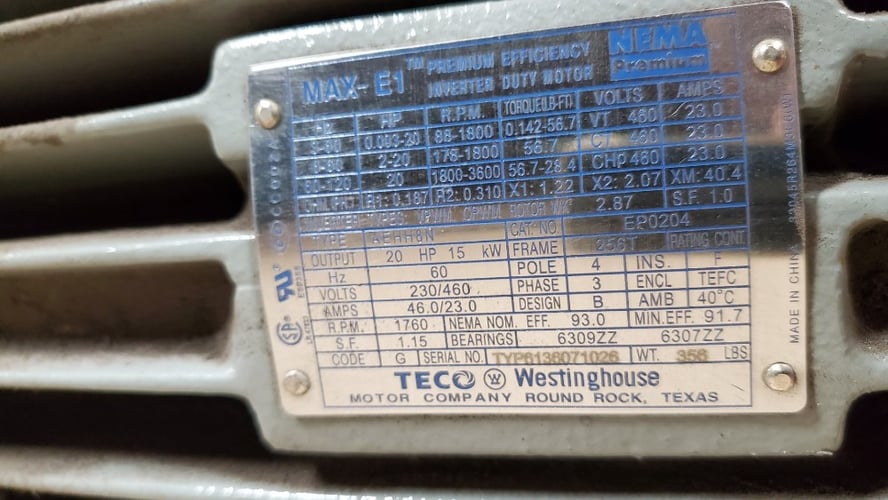 MAX-E1™ PREMIUM EFFICIENCY NEMA
INVERTER DUTY MOTOR Premium
Hz HP R.P.M. TORQUE(LB-FT) VOLTS AMPS
20 88-1800 0.142-56.7 VT 460 23.0
2-20 178-1800 56.7 CT 460 23.0
20 1800-3600 56.7-28.4 CHp 460 23.0
R1: 0.187 R2: 0.310 X1: 1.22 X2: 2.07 XM: 40.4
INVERTER TYPES: ROTOR 2.87 S.F. 1.0
TYPE AEHH8N CAT. NO. EP0204
OUTPUT 20 HP 15 kW FRAME 256T RATING CONT
Hz 60 POLE 4 INS. F
VOLTS 230/460 PHASE 3 ENCL TEFC
AMPS 46.0/23.0 DESIGN B AMB 40°C
R.P.M. 1760 NEMA NOM. EFF. 93.0 MIN.EFF. 91.7
S.F. 1.15 BEARINGS 6309ZZ 6307ZZ
CODE G SERIAL NO. WT. 356 LBS
TECO W Westinghouse
MOTOR COMPANY ROUND ROCK, TEXAS
MADE IN CHINA